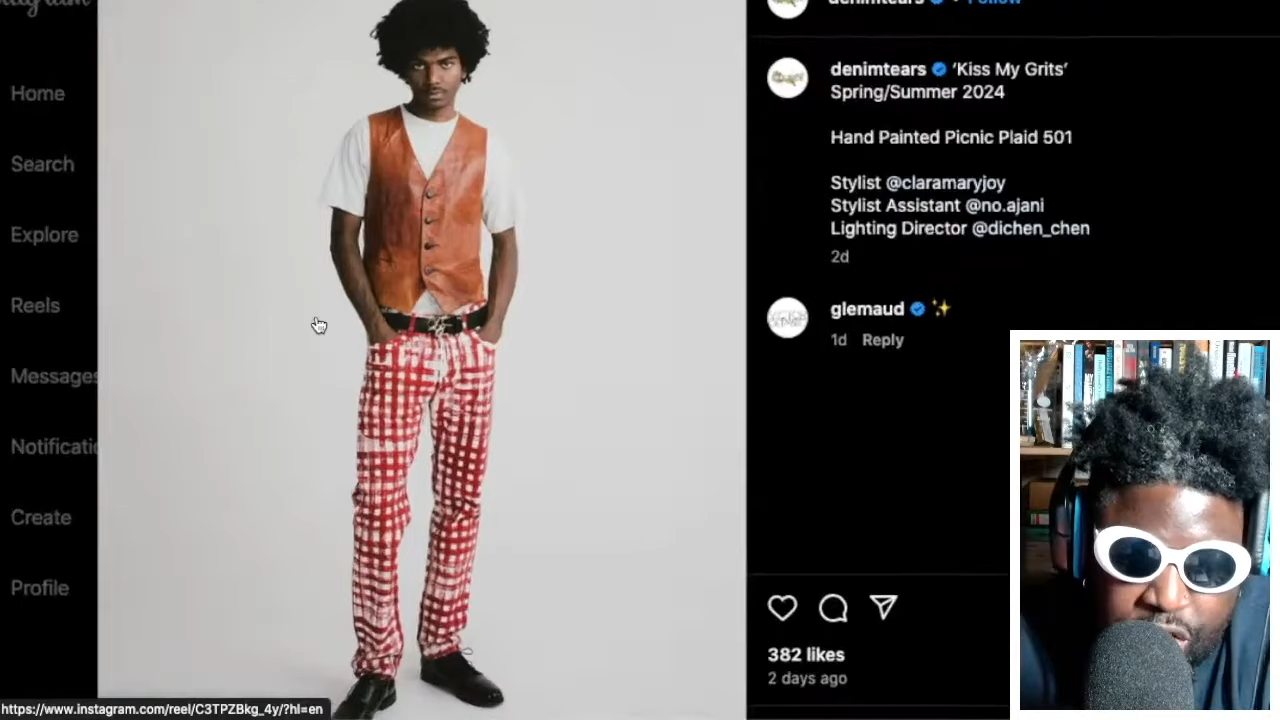 Home
Search
Explore
Reels
Messages
Notificatio
Create
Profile
denimtears • Follow
denimtears 'Kiss My Grits'
Spring/Summer 2024
Hand Painted Picnic Plaid 501
Stylist @claramaryjoy
Stylist Assistant @no.ajani
Lighting Director @dichen_chen
2d
glemaud ✨
1d Reply
382 likes
2 days ago
https://www.instagram.com/reel/C3TPZBkg_4y/?hl=en